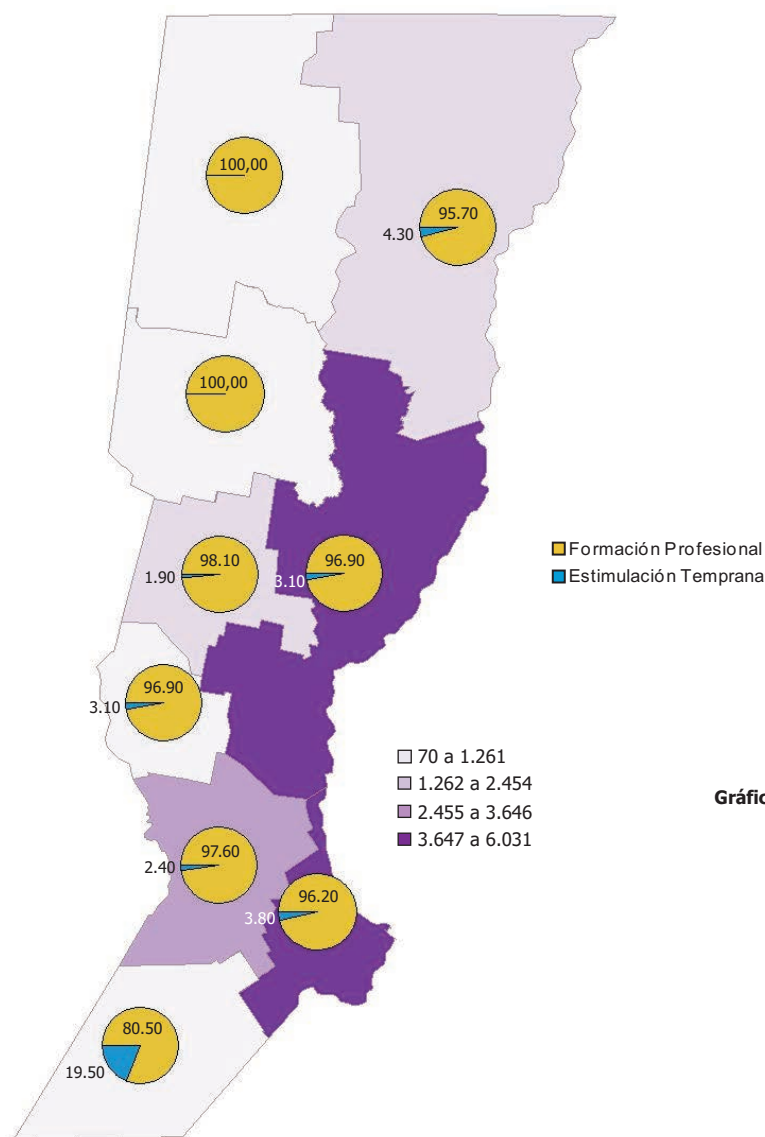 100,00
95.70
4.30
100,00
98.10
1.90
96.90
3.10
Formación Profesional
Estimulación Temprana
96.90
3.10
70 a 1.261
1.262 a 2.454
2.455 a 3.646
3.647 a 6.031
Gráfic
97.60
2.40
96.20
3.80
80.50
19.50